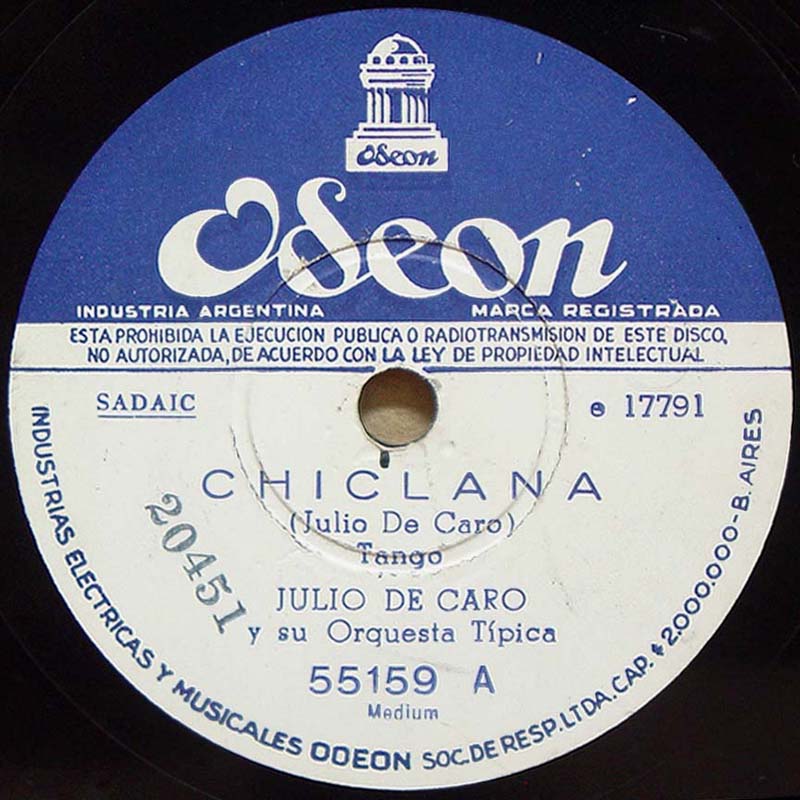 Odeon
Odeon
INDUSTRIA ARGENTINA MARCA REGISTRADA
ESTA PROHIBIDA LA EJECUCION PUBLICA O RADIOTRANSMISION DE ESTE DISCO,
NO AUTORIZADA, DE ACUERDO CON LA LEY DE PROPIEDAD INTELECTUAL
SADAIC
e 17791
CHICLANA
(Julio De Caro)
Tango
20451
JULIO DE CARO
y su Orquesta Típica
55159 A
Medium
INDUSTRIAS ELECTRICAS Y MUSICALES ODEON SOC. DE RESP. LTDA. CAP. $ 2.000.000-B. AIRES